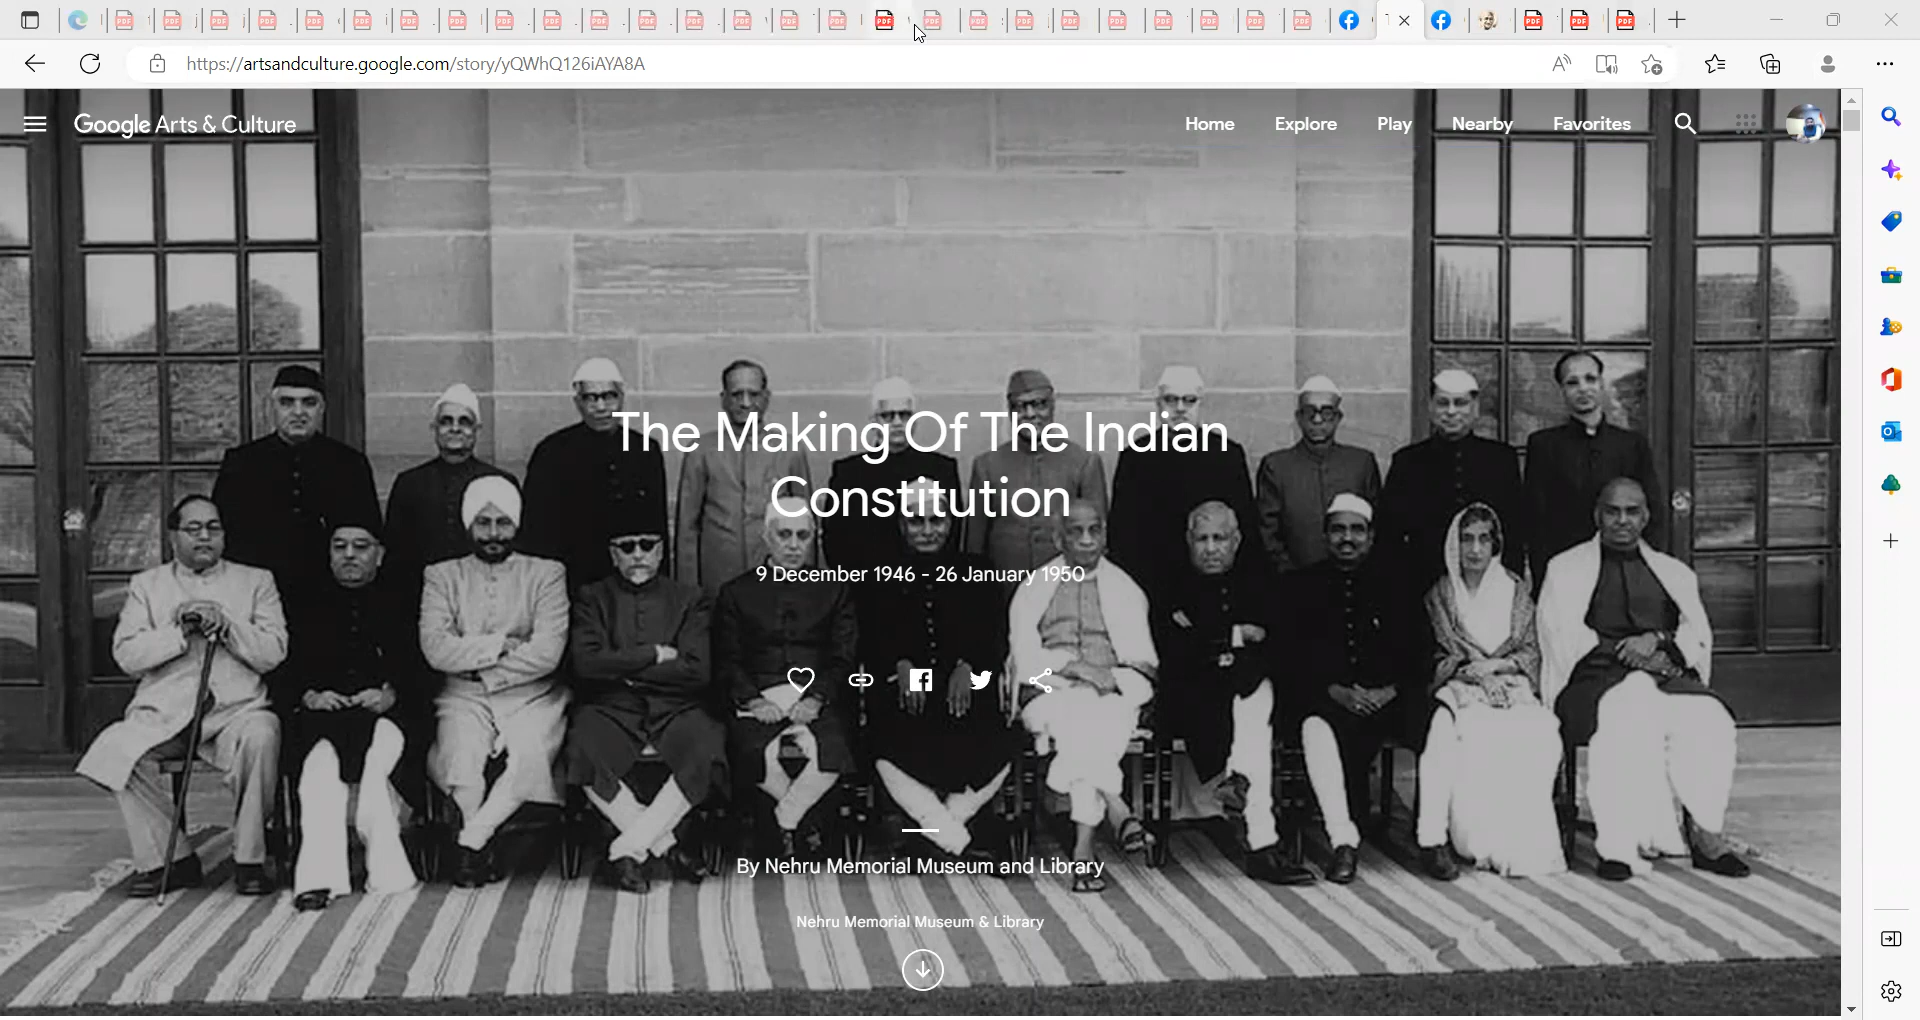 https://artsandculture.google.com/story/yQWhQ126iAYA8A
Google Arts & Culture
Home
Explore
Play
Nearby
Favorites
The Making Of The Indian
Constitution
9 December 1946 - 26 January 1950
By Nehru Memorial Museum and Library
Nehru Memorial Museum & Library